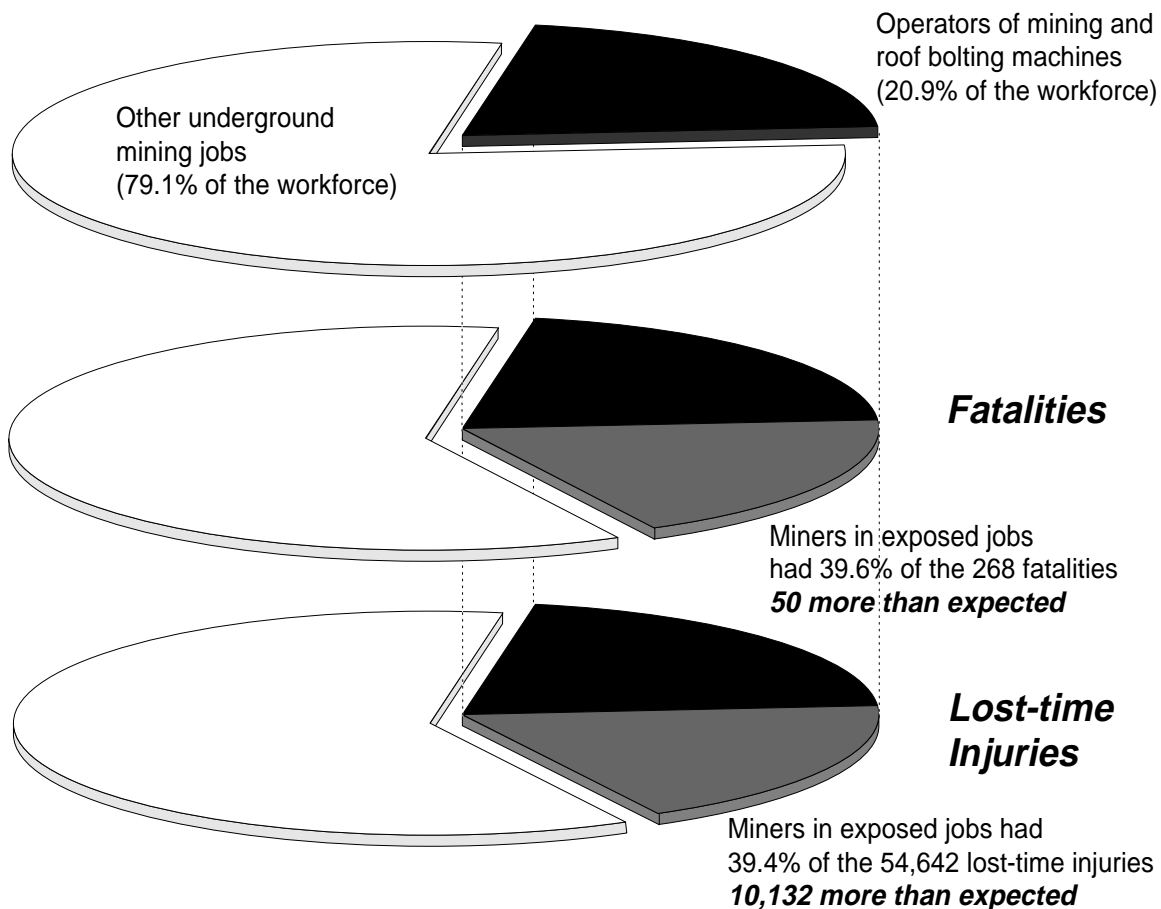 Operators of mining and
roof bolting machines
(20.9% of the workforce)
Other underground
mining jobs
(79.1% of the workforce)
Fatalities
Miners in exposed jobs
had 39.6% of the 268 fatalities
50 more than expected
Lost-time
Injuries
Miners in exposed jobs had
39.4% of the 54,642 lost-time injuries
10,132 more than expected